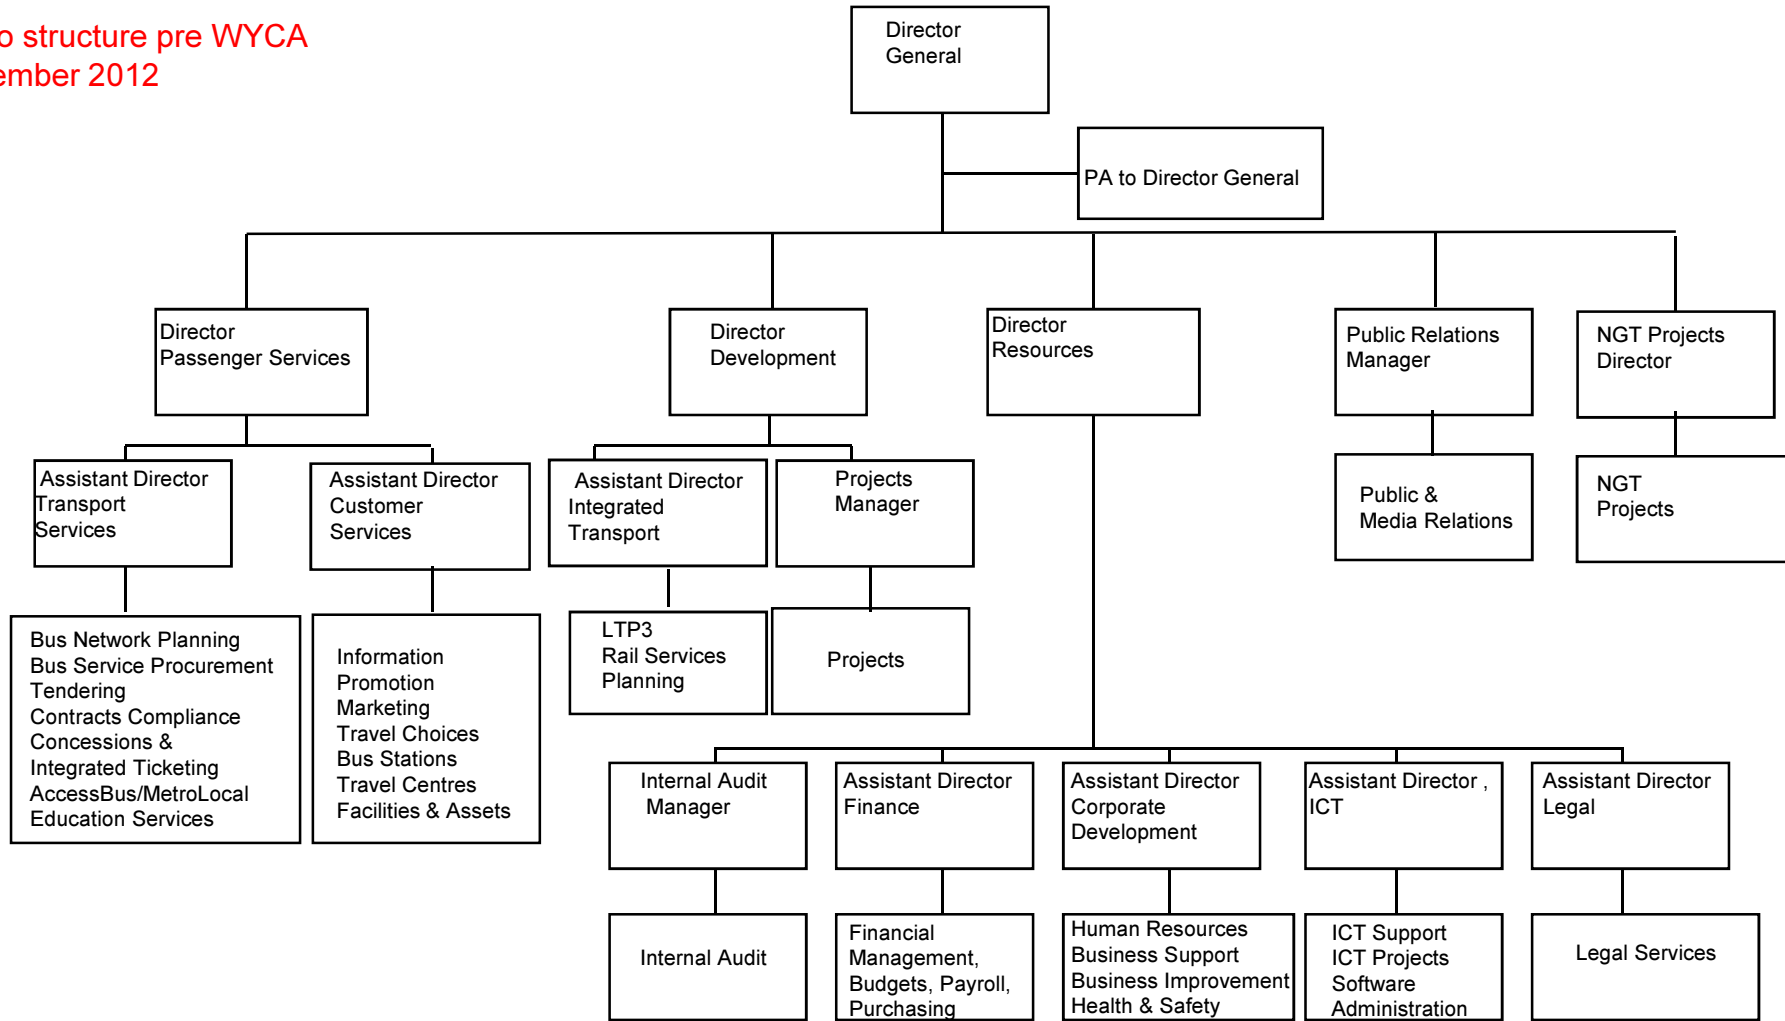 o structure pre WYCA
ember 2012
Director
General
PA to Director General
Director
Passenger Services
Director
Development
Director
Resources
Public Relations
Manager
NGT Projects
Director
Assistant Director
Transport
Services
Assistant Director
Customer
Services
Assistant Director
Integrated
Transport
Projects
Manager
Public &
Media Relations
NGT
Projects
Bus Network Planning
Bus Service Procurement
Tendering
Contracts Compliance
Concessions &
Integrated Ticketing
AccessBus/MetroLocal
Education Services
Information
Promotion
Marketing
Travel Choices
Bus Stations
Travel Centres
Facilities & Assets
LTP3
Rail Services
Planning
Projects
Internal Audit
Manager
Assistant Director
Finance
Assistant Director
Corporate
Development
Assistant Director ,
ICT
Assistant Director
Legal
Internal Audit
Financial
Management,
Budgets, Payroll,
Purchasing
Human Resources
Business Support
Business Improvement
Health & Safety
ICT Support
ICT Projects
Software
Administration
Legal Services